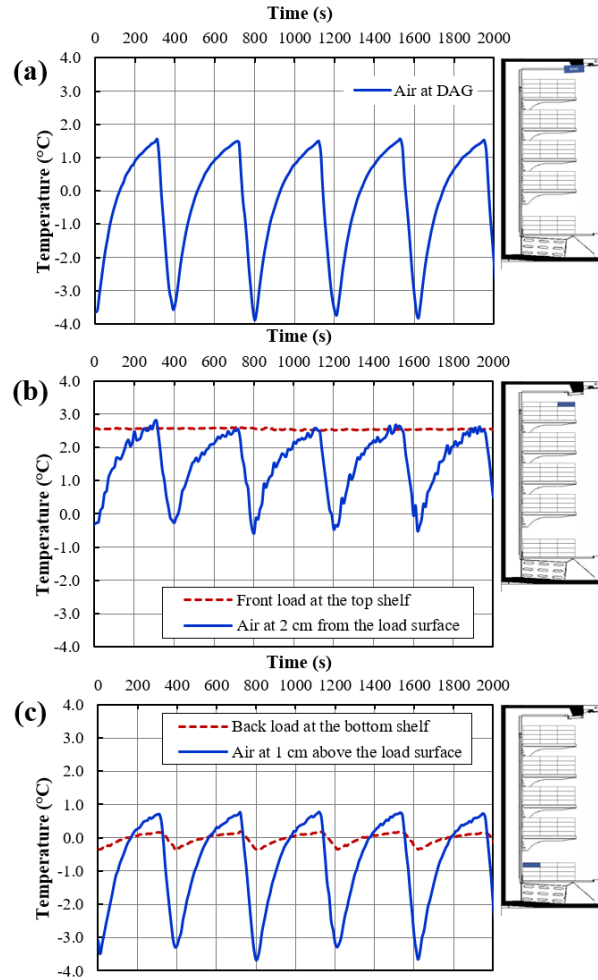 Time (s)
0 200 400 600 800 1000 1200 1400 1600 1800 2000
(a)
4.0
3.0
2.0
1.0
0.0
-1.0
-2.0
-3.0
-4.0
Temperature (°C)
Air at DAG
Time (s)
0 200 400 600 800 1000 1200 1400 1600 1800 2000
(b)
4.0
3.0
2.0
1.0
0.0
-1.0
-2.0
-3.0
-4.0
Temperature (°C)
Front load at the top shelf
Air at 2 cm from the load surface
Time (s)
0 200 400 600 800 1000 1200 1400 1600 1800 2000
(c)
4.0
3.0
2.0
1.0
0.0
-1.0
-2.0
-3.0
-4.0
Temperature (°C)
Back load at the bottom shelf
Air at 1 cm above the load surface